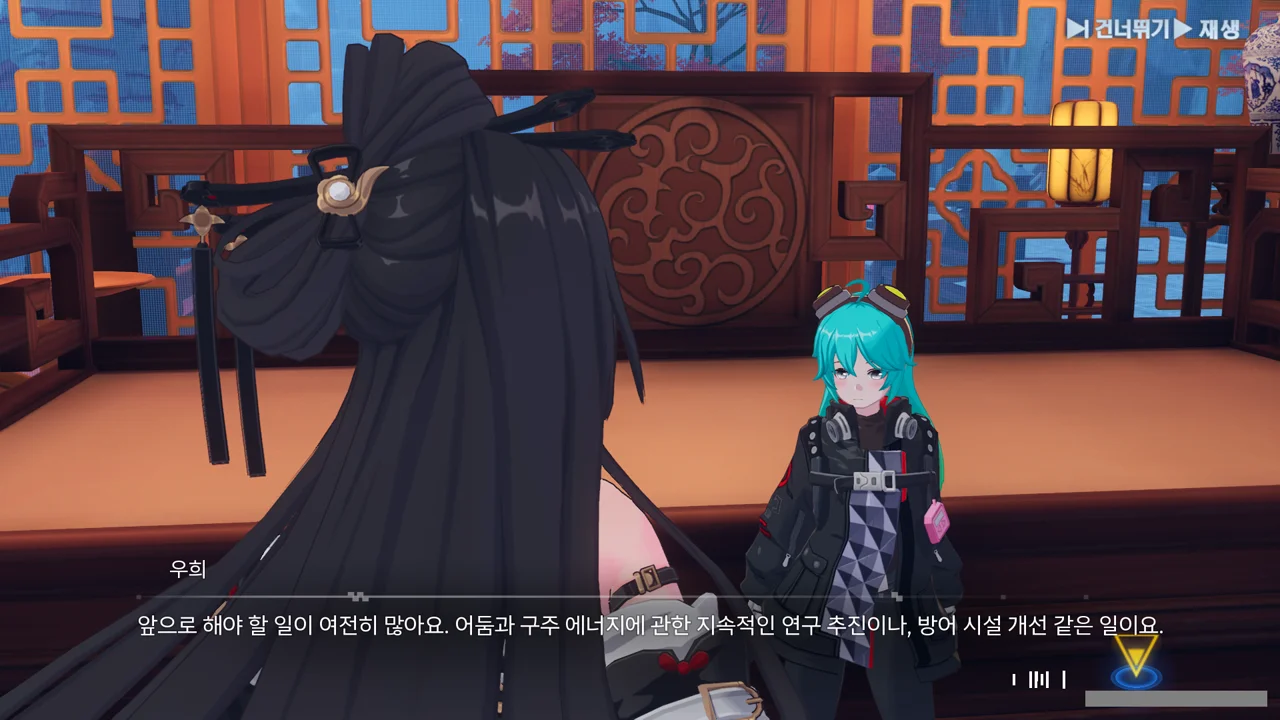 건너뛰기 재생
우희
앞으로 해야 할 일이 여전히 많아요. 어둠과 구주 에너지에 관한 지속적인 연구 추진이나, 방어 시설 개선 같은 일이요.